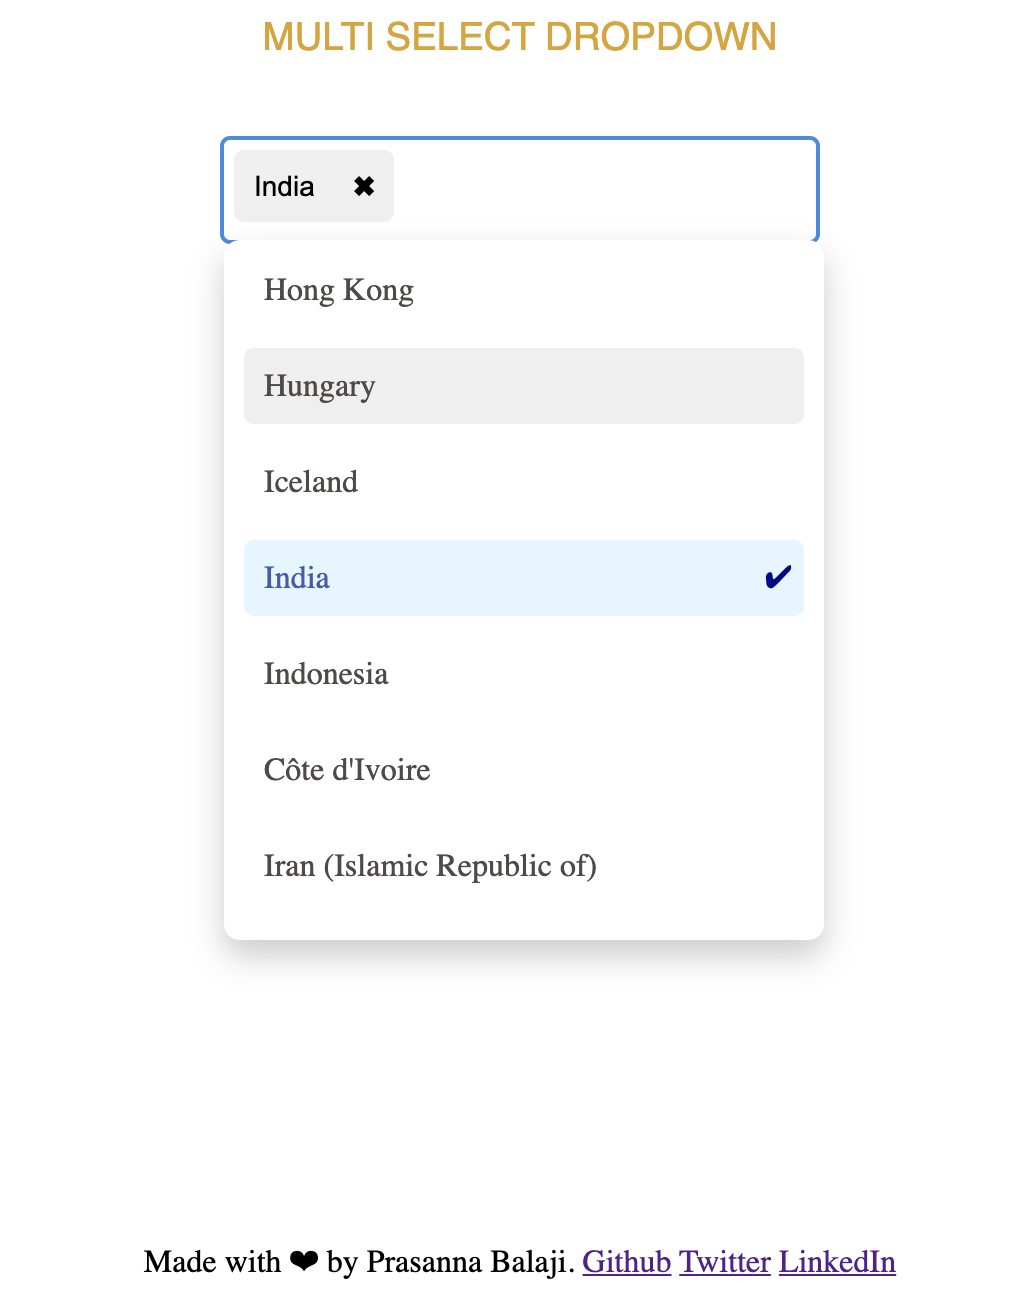 MULTI SELECT DROPDOWN
India ✖
Hong Kong
Hungary
Iceland
India ✔
Indonesia
Côte d'Ivoire
Iran (Islamic Republic of)
Made with ❤ by Prasanna Balaji. Github Twitter LinkedIn